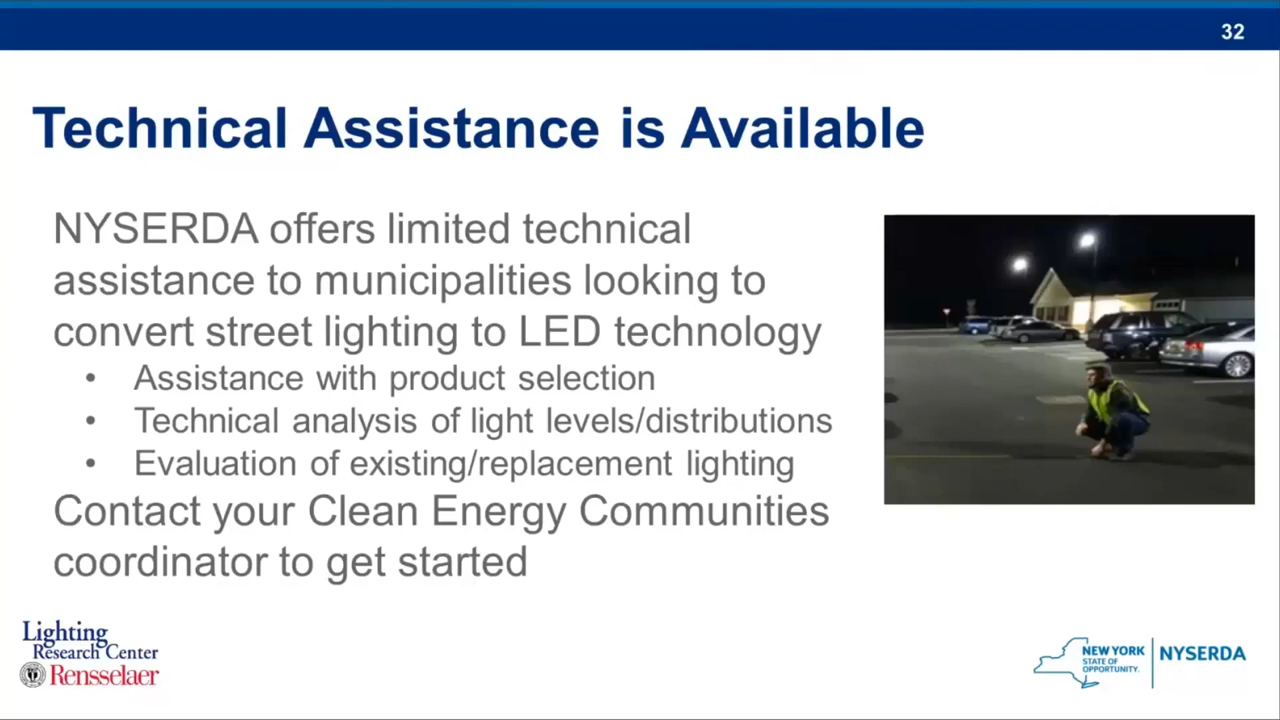 32
Technical Assistance is Available
NYSERDA offers limited technical
assistance to municipalities looking to
convert street lighting to LED technology
• Assistance with product selection
• Technical analysis of light levels/distributions
• Evaluation of existing/replacement lighting
Contact your Clean Energy Communities
coordinator to get started
Lighting
Research Center
Rensselaer
NEW YORK
STATE OF
OPPORTUNITY.
NYSERDA